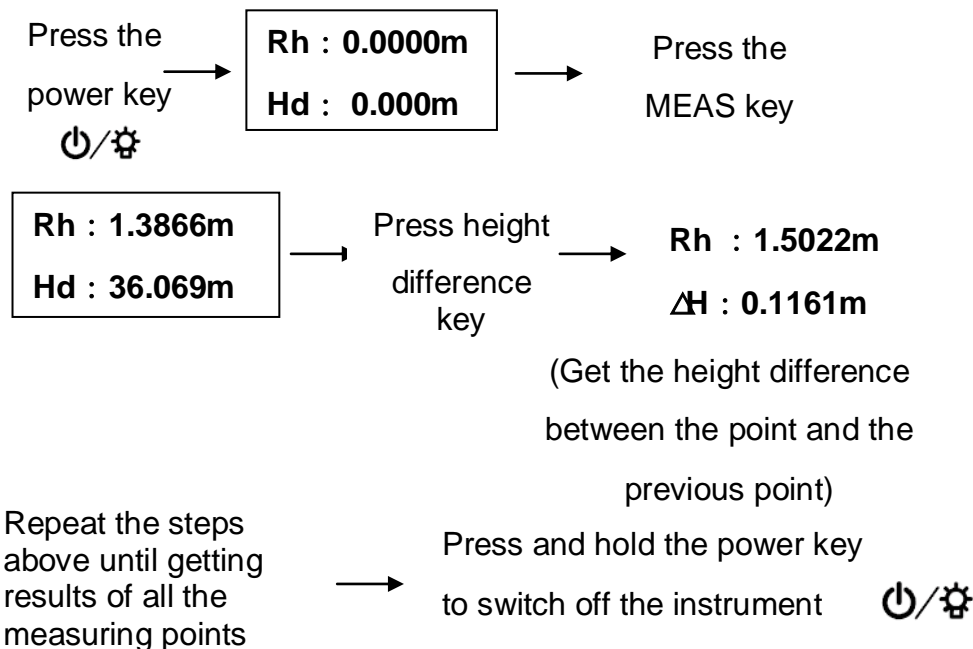 Press the
power key
Rh：0.0000m
Hd： 0.000m
Press the
MEAS key
Rh：1.3866m
Hd：36.069m
Press height
difference
key
Rh ：1.5022m
ΔH：0.1161m
(Get the height difference
between the point and the
previous point)
Repeat the steps
above until getting
results of all the
measuring points
Press and hold the power key
to switch off the instrument